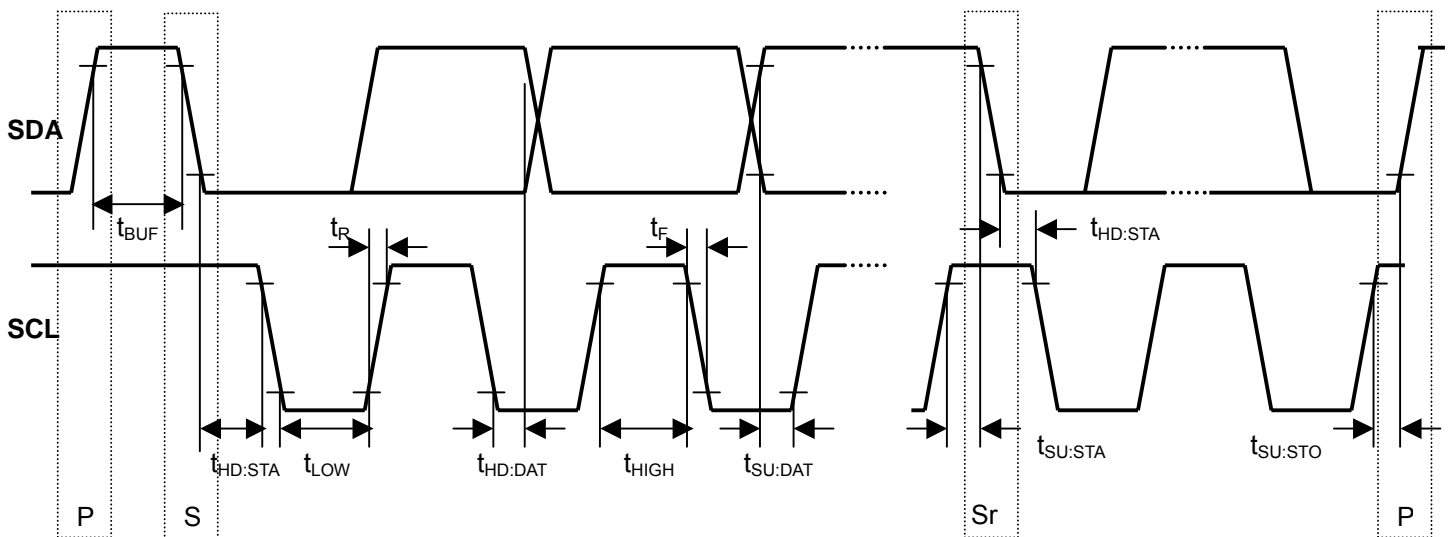 SDA
t_BUF
t_R
t_F
t_HD:STA
SCL
t_HD:STA
t_LOW
t_HD:DAT
t_HIGH
t_SU:DAT
t_SU:STA
t_SU:STO
P
S
Sr
P